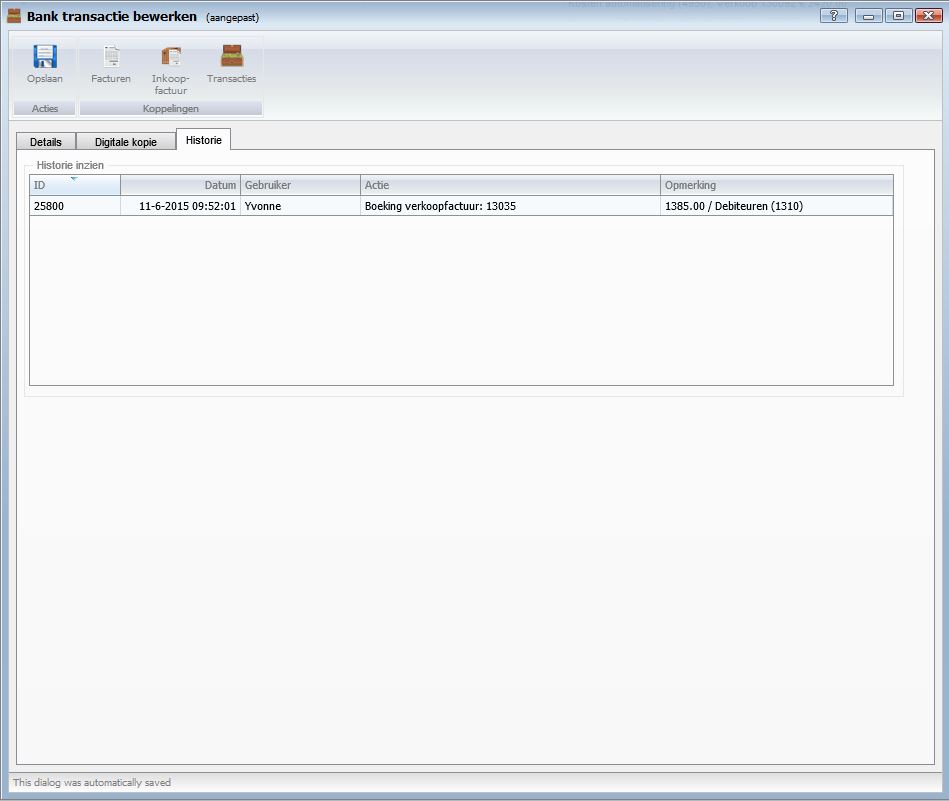 Bank transactie bewerken (aangepast)
Opslaan
Facturen
Inkoop-
factuur
Transacties
Acties
Koppelingen
Details
Digitale kopie
Historie
Historie inzien
ID Datum Gebruiker Actie Opmerking
25800 11-6-2015 09:52:01 Yvonne Boeking verkoopfactuur: 13035 1385.00 / Debiteuren (1310)
This dialog was automatically saved